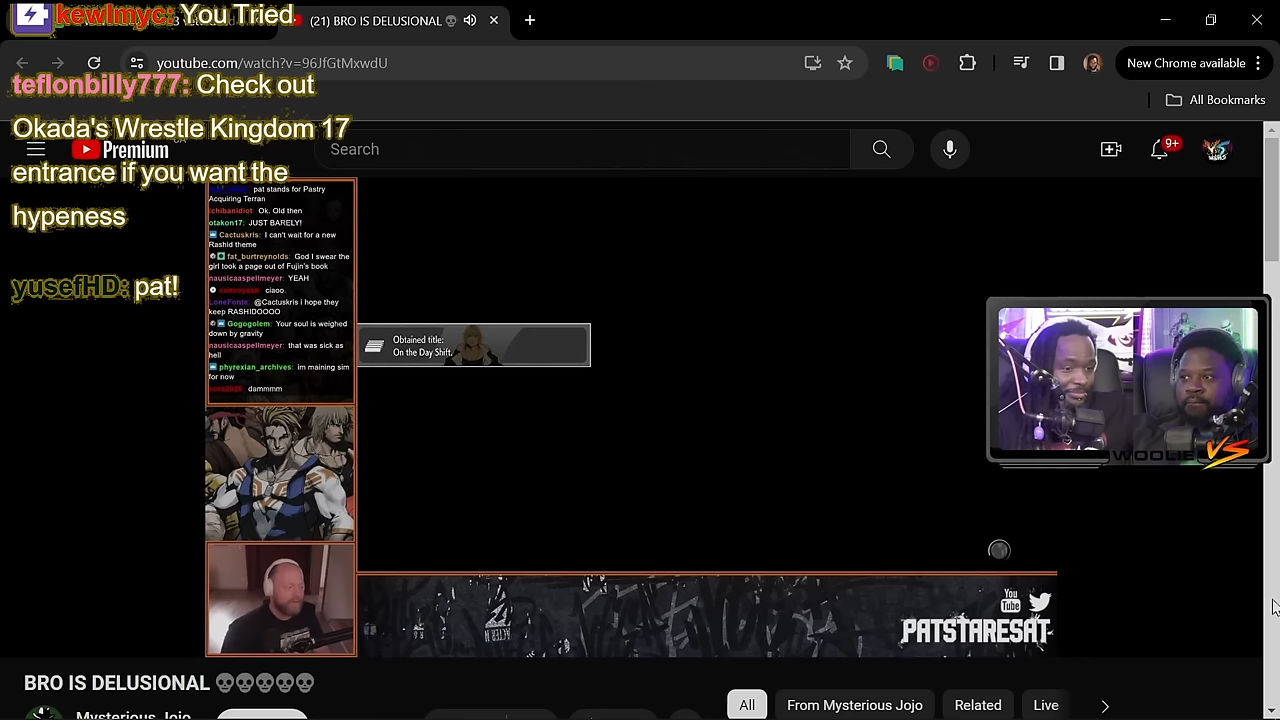 kewlmyc: You Tried.
(21) BRO IS DELUSIONAL 💀
youtube.com/watch?v=96JfGtMxwdU
New Chrome available
All Bookmarks
teflonbilly777: Check out
Okada's Wrestle Kingdom 17
entrance if you want the
hypeness
yusefHD: pat!
Premium
Search
9+
pat stands for Pastry
Acquiring Terran
ichibanidiot: Ok. Old then
otakon17: JUST BARELY!
Cactuskris: I can't wait for a new
Rashid theme
fat_burtreynolds: God I swear the
girl took a page out of Fujin's book
nausicaaspellmeyer: YEAH
ciaoo.
LoneFonte: @Cactuskris I hope they
keep RASHIDOOOO
Gogogolem: Your soul is weighed
down by gravity
nausicaaspellmeyer: that was sick as
hell
phyrexian_archives: im maining sim
for now
dammmm
Obtained title:
On the Day Shift.
WOOLIE VS
You
Tube
PATSTARESAT
BRO IS DELUSIONAL 💀💀💀💀💀
Mysterious Jojo
All
From Mysterious Jojo
Related
Live